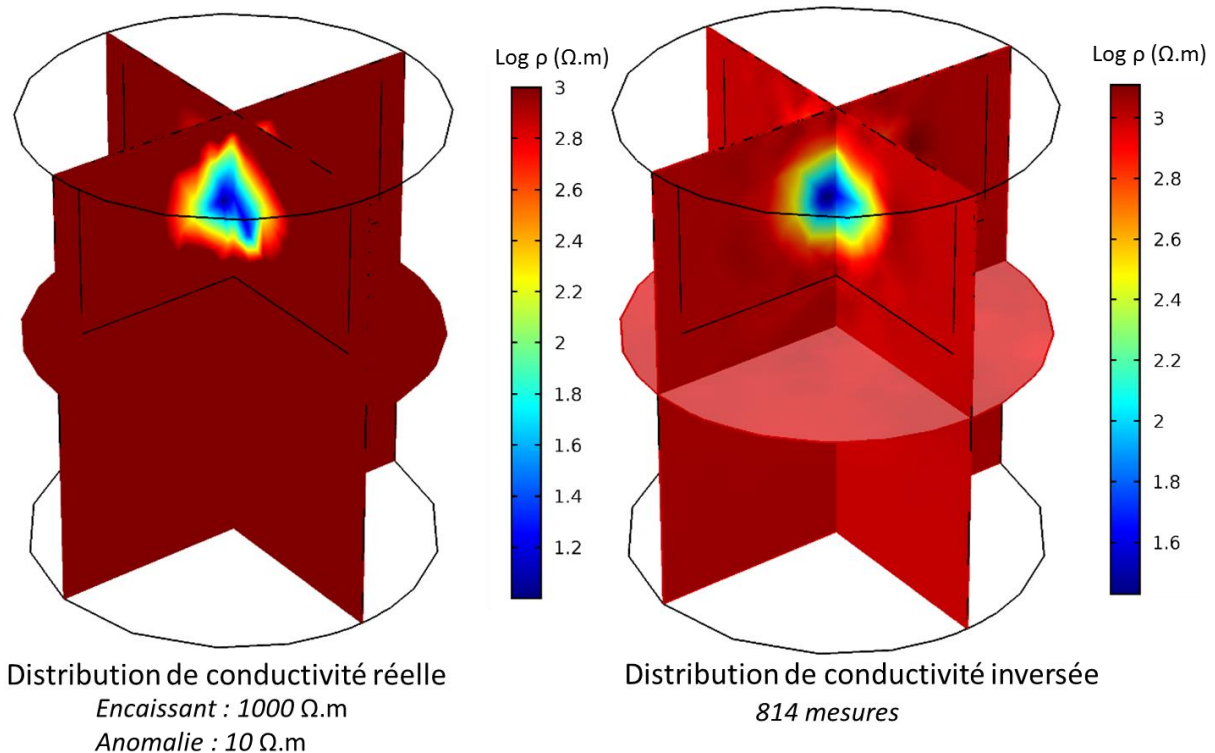 Log ρ (Ω.m)
3
2.8
2.6
2.4
2.2
2
1.8
1.6
1.4
1.2
Log ρ (Ω.m)
3
2.8
2.6
2.4
2.2
2
1.8
1.6
Distribution de conductivité réelle
Encaissant : 1000 Ω.m
Anomalie : 10 Ω.m
Distribution de conductivité inversée
814 mesures